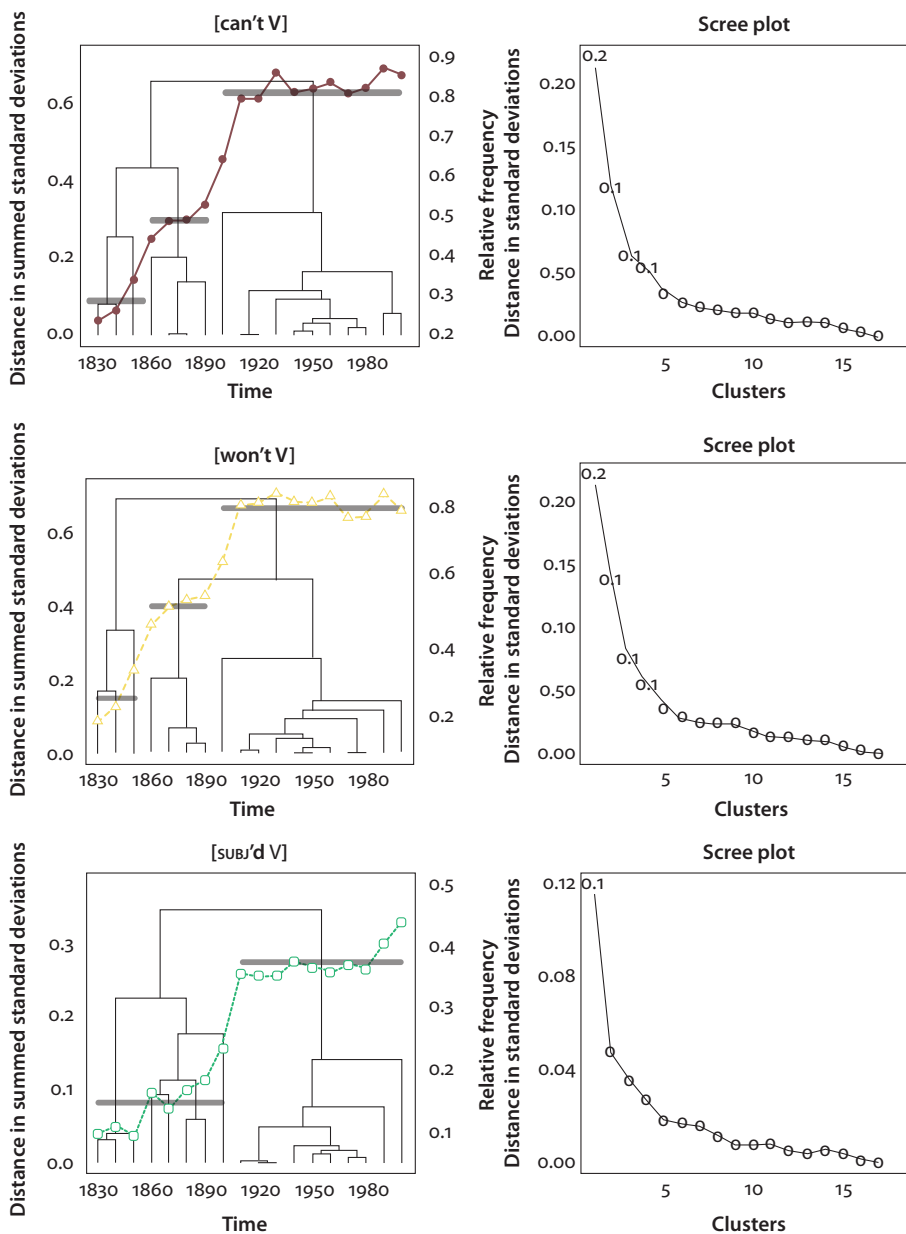 [can't V]
Scree plot
Distance in summed standard deviations
0.6
0.4
0.2
0.0
0.9
0.8
0.7
0.6
0.5
0.4
0.3
0.2
Relative frequency
1830 1860 1890 1920 1950 1980
Time
Distance in standard deviations
0.20
0.15
0.10
0.50
0.00
0.2
0.1
0.1
0.1
5 10 15
Clusters
[won't V]
Scree plot
Distance in summed standard deviations
0.6
0.4
0.2
0.0
0.8
0.6
0.4
0.2
Relative frequency
1830 1860 1890 1920 1950 1980
Time
Distance in standard deviations
0.20
0.15
0.10
0.50
0.00
0.2
0.1
0.1
0.1
5 10 15
Clusters
[SUBJ'd V]
Scree plot
Distance in summed standard deviations
0.3
0.2
0.1
0.0
0.5
0.4
0.3
0.2
0.1
Relative frequency
1830 1860 1890 1920 1950 1980
Time
Distance in standard deviations
0.12
0.08
0.04
0.00
0.1
5 10 15
Clusters